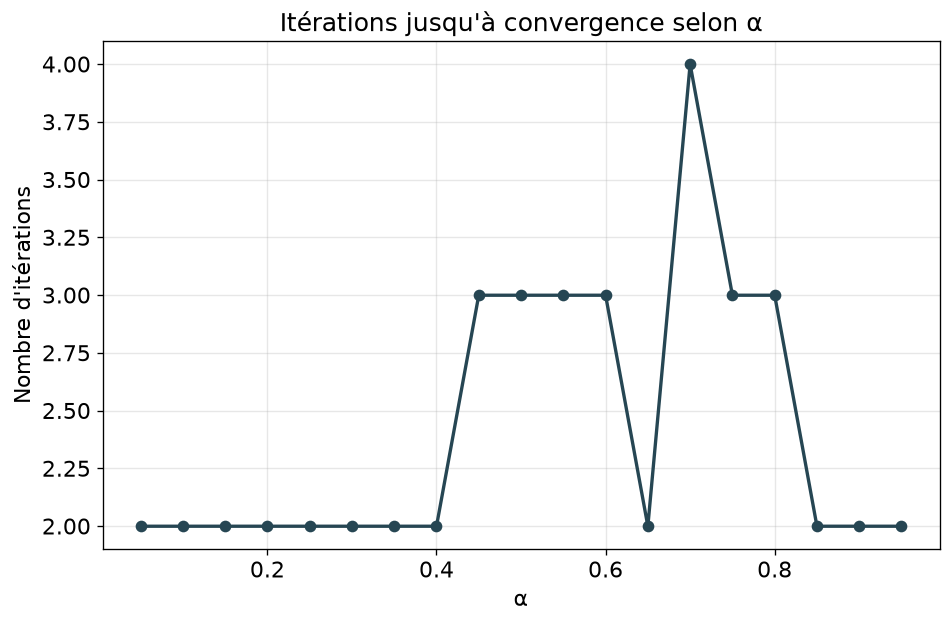 Itérations jusqu'à convergence selon α
Nombre d'itérations
4.00
3.75
3.50
3.25
3.00
2.75
2.50
2.25
2.00
0.2 0.4 0.6 0.8
α